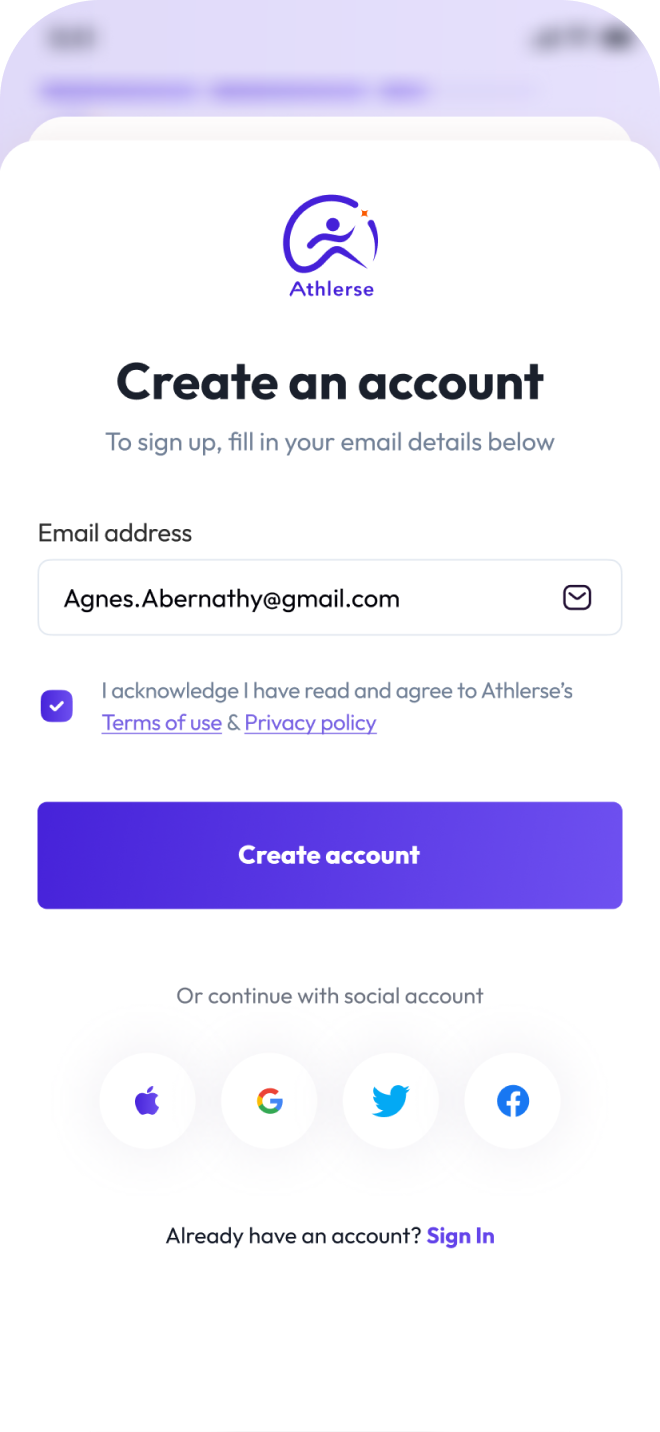 Athlerse
Create an account
To sign up, fill in your email details below
Email address
Agnes.Abernathy@gmail.com
I acknowledge I have read and agree to Athlerse’s
Terms of use & Privacy policy
Create account
Or continue with social account
Already have an account? Sign In